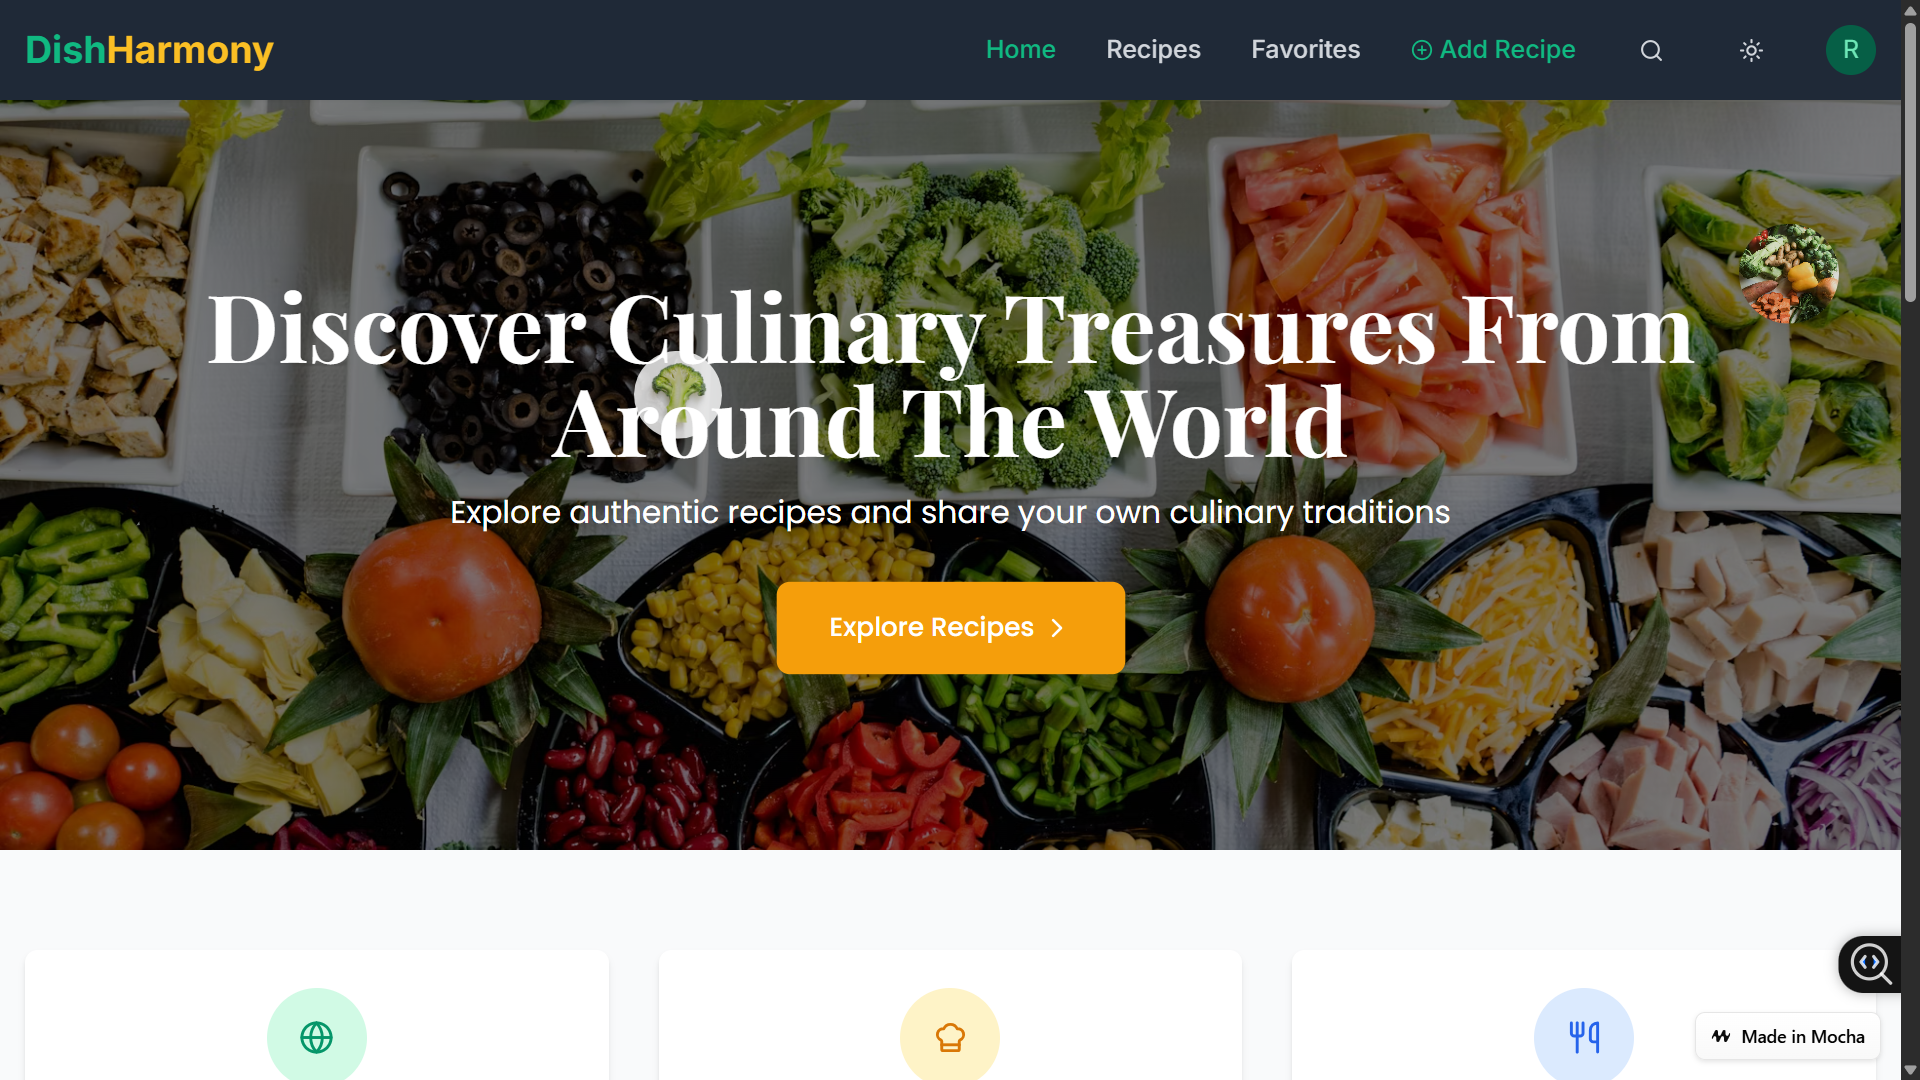 DishHarmony
Home
Recipes
Favorites
Add Recipe
R
Discover Culinary Treasures From
Around The World
Explore authentic recipes and share your own culinary traditions
Explore Recipes
Made in Mocha